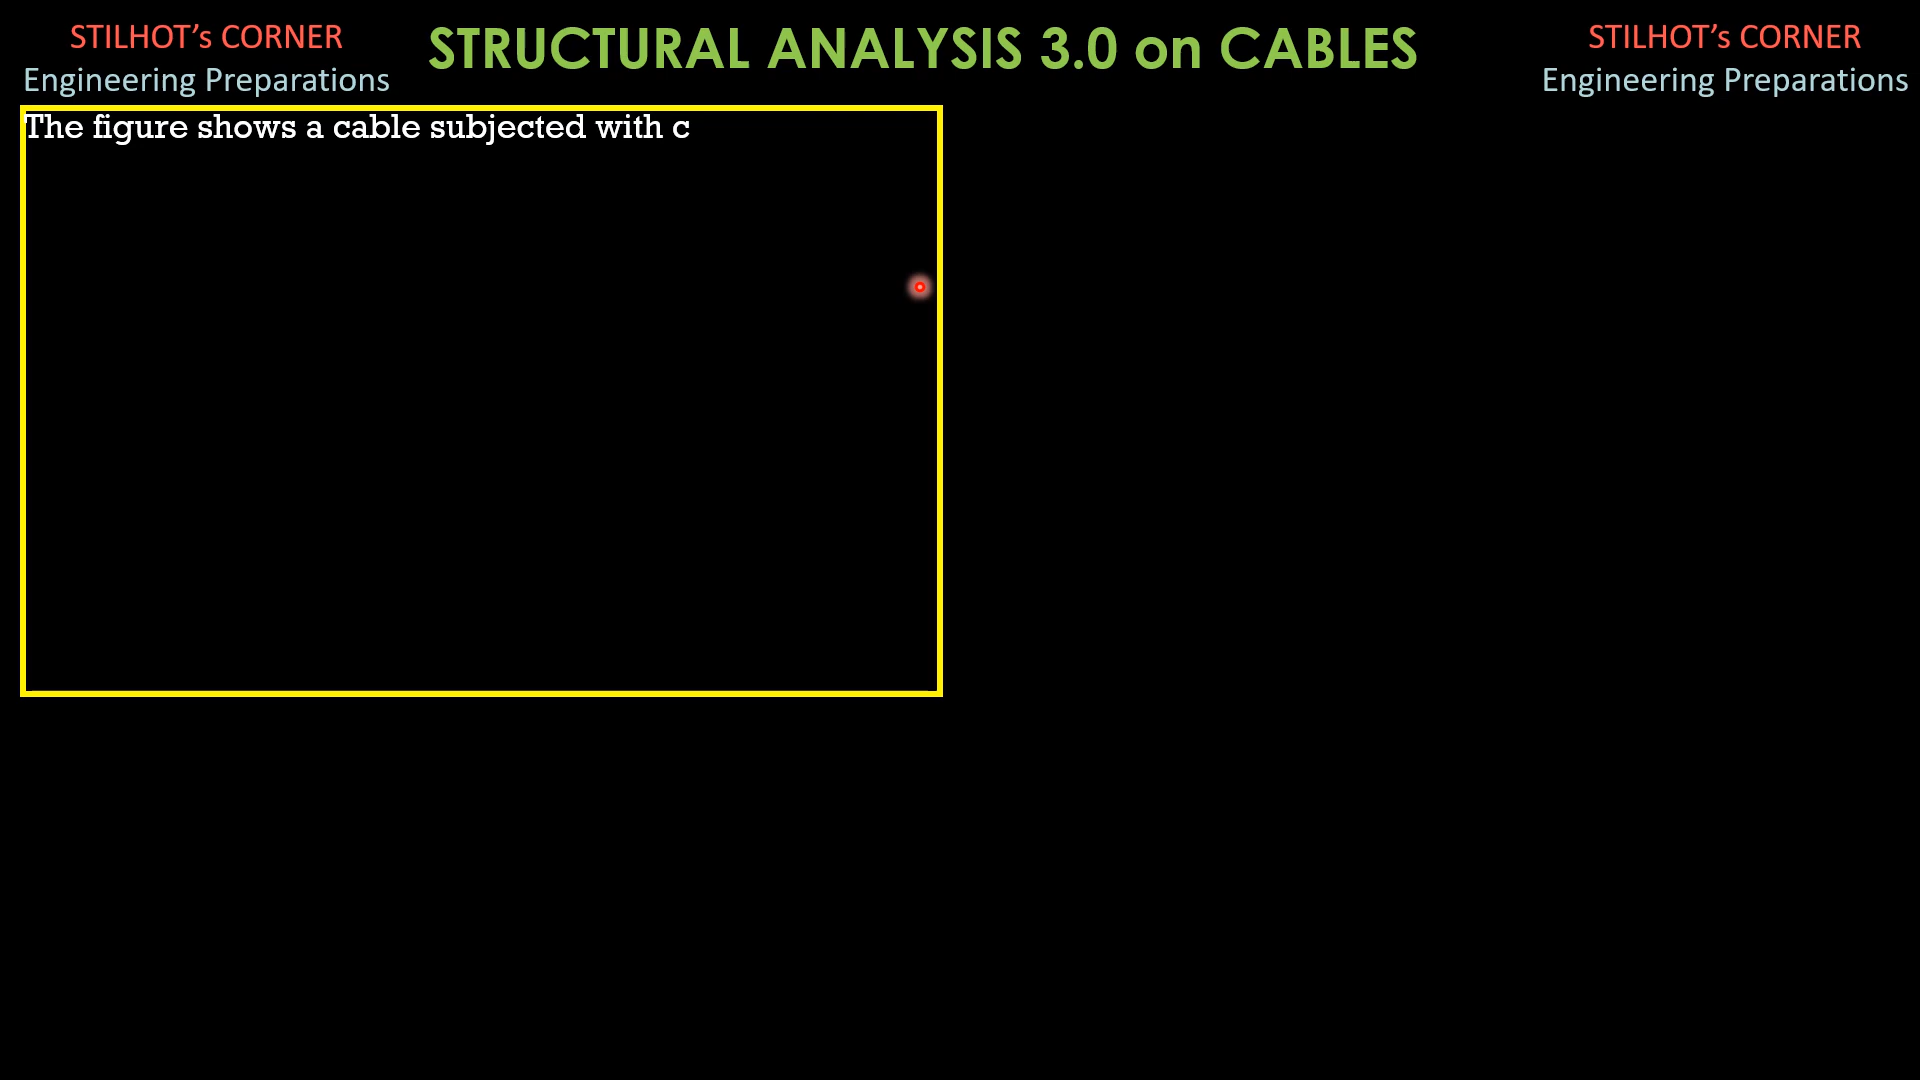 STILHOT’s CORNER
Engineering Preparations
STRUCTURAL ANALYSIS 3.0 on CABLES
STILHOT’s CORNER
Engineering Preparations
The figure shows a cable subjected with c